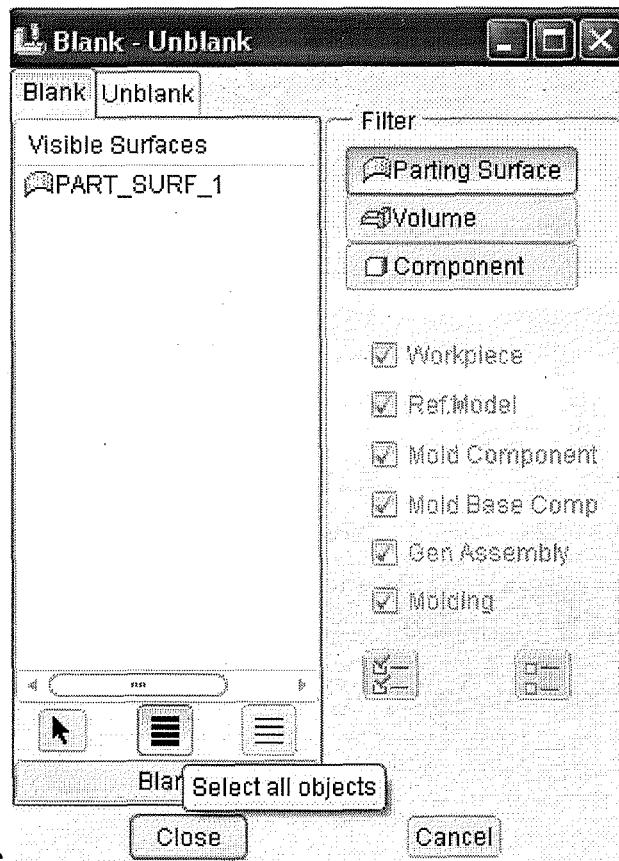 Blank - Unblank
Blank Unblank
Visible Surfaces
PART_SURF_1
Filter
Parting Surface
Volume
Component
Workpiece
Ref.Model
Mold Component
Mold Base Comp
Gen Assembly
Molding
Select all objects
Close Cancel